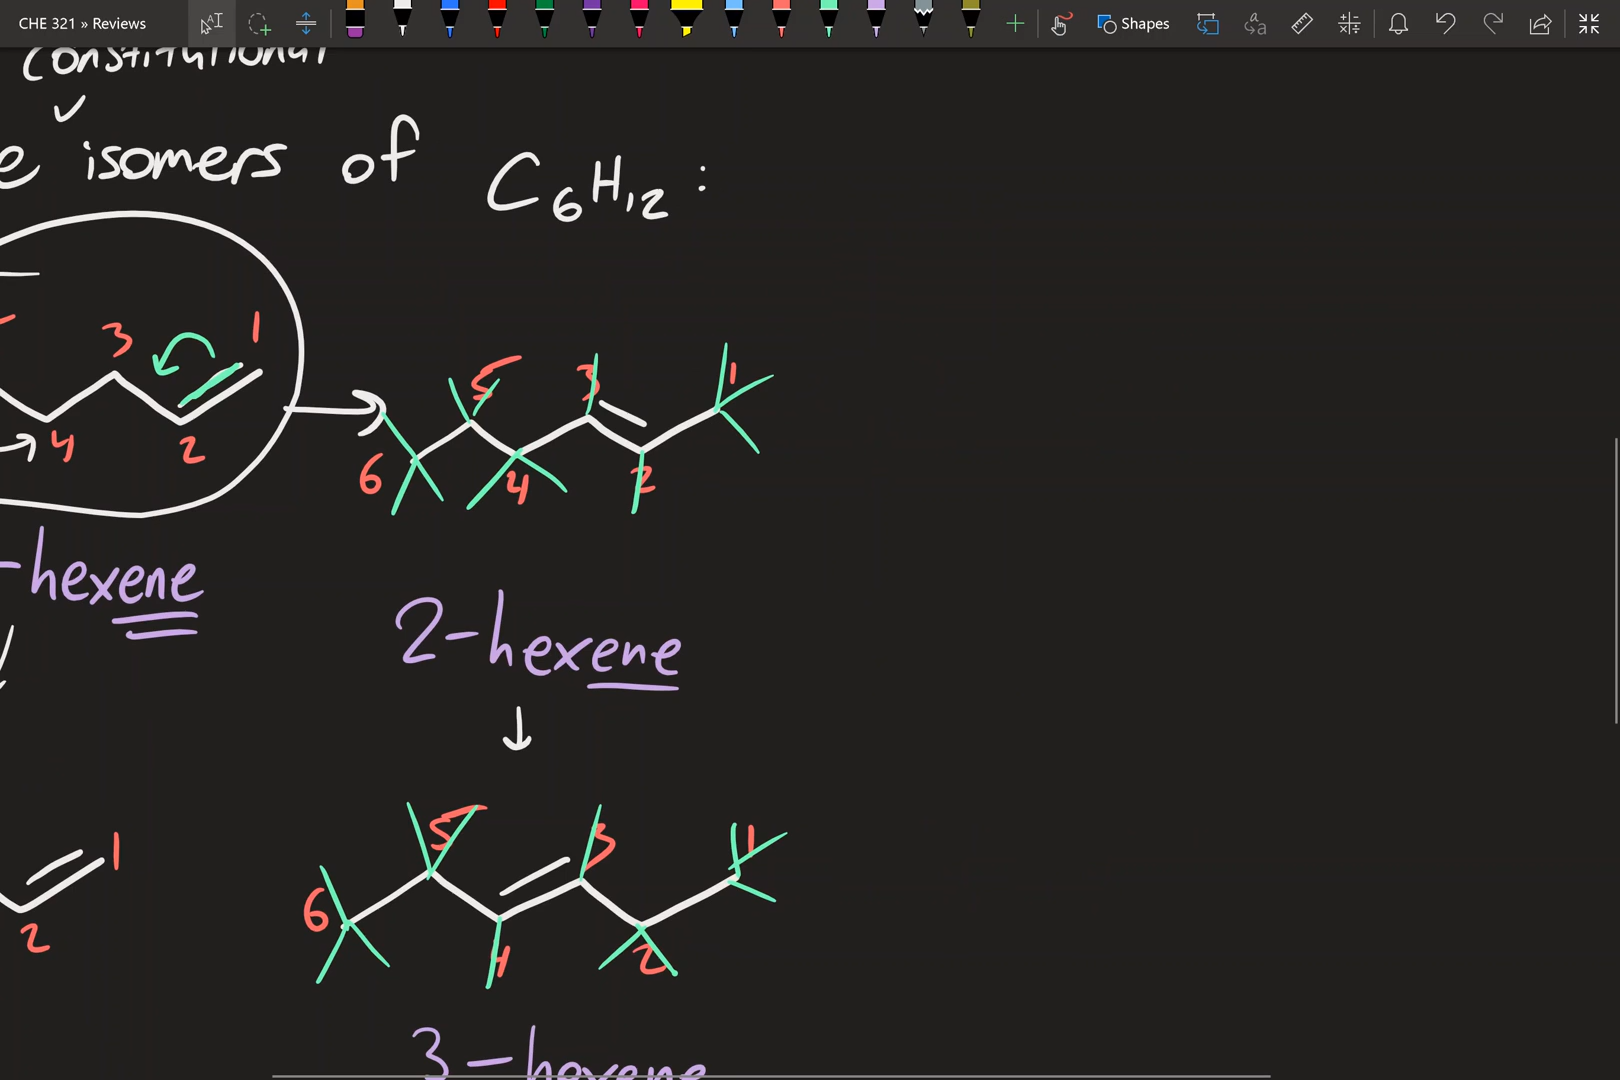 CHE 321 » Reviews
Shapes
constitutional
e isomers of C₆H₁₂ :
3 1
4 2
5 3 1
6 4 2
-hexene
2-hexene
1
2
5 3 1
6 4 2
3-hexene